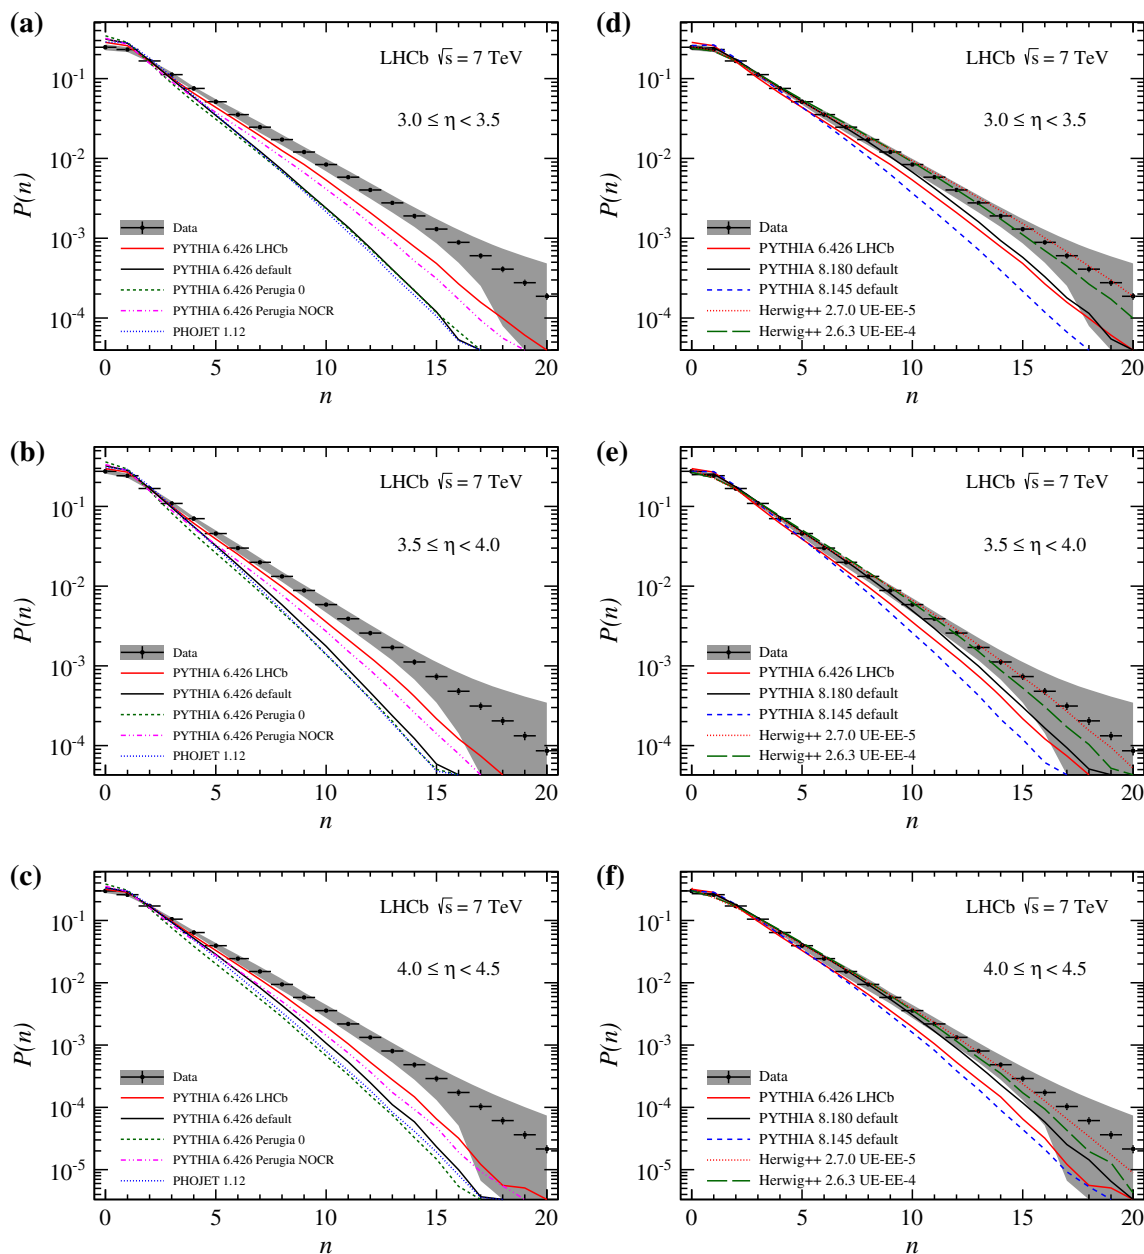 (a)
LHCb √s = 7 TeV
3.0 ≤ η < 3.5
P(n)
10⁻¹
10⁻²
10⁻³
10⁻⁴
Data
PYTHIA 6.426 LHCb
PYTHIA 6.426 default
PYTHIA 6.426 Perugia 0
PYTHIA 6.426 Perugia NOCR
PHOJET 1.12
0 5 10 15 20
n
(d)
LHCb √s = 7 TeV
3.0 ≤ η < 3.5
P(n)
10⁻¹
10⁻²
10⁻³
10⁻⁴
Data
PYTHIA 6.426 LHCb
PYTHIA 8.180 default
PYTHIA 8.145 default
Herwig++ 2.7.0 UE-EE-5
Herwig++ 2.6.3 UE-EE-4
0 5 10 15 20
n
(b)
LHCb √s = 7 TeV
3.5 ≤ η < 4.0
P(n)
10⁻¹
10⁻²
10⁻³
10⁻⁴
Data
PYTHIA 6.426 LHCb
PYTHIA 6.426 default
PYTHIA 6.426 Perugia 0
PYTHIA 6.426 Perugia NOCR
PHOJET 1.12
0 5 10 15 20
n
(e)
LHCb √s = 7 TeV
3.5 ≤ η < 4.0
P(n)
10⁻¹
10⁻²
10⁻³
10⁻⁴
Data
PYTHIA 6.426 LHCb
PYTHIA 8.180 default
PYTHIA 8.145 default
Herwig++ 2.7.0 UE-EE-5
Herwig++ 2.6.3 UE-EE-4
0 5 10 15 20
n
(c)
LHCb √s = 7 TeV
4.0 ≤ η < 4.5
P(n)
10⁻¹
10⁻²
10⁻³
10⁻⁴
10⁻⁵
Data
PYTHIA 6.426 LHCb
PYTHIA 6.426 default
PYTHIA 6.426 Perugia 0
PYTHIA 6.426 Perugia NOCR
PHOJET 1.12
0 5 10 15 20
n
(f)
LHCb √s = 7 TeV
4.0 ≤ η < 4.5
P(n)
10⁻¹
10⁻²
10⁻³
10⁻⁴
10⁻⁵
Data
PYTHIA 6.426 LHCb
PYTHIA 8.180 default
PYTHIA 8.145 default
Herwig++ 2.7.0 UE-EE-5
Herwig++ 2.6.3 UE-EE-4
0 5 10 15 20
n